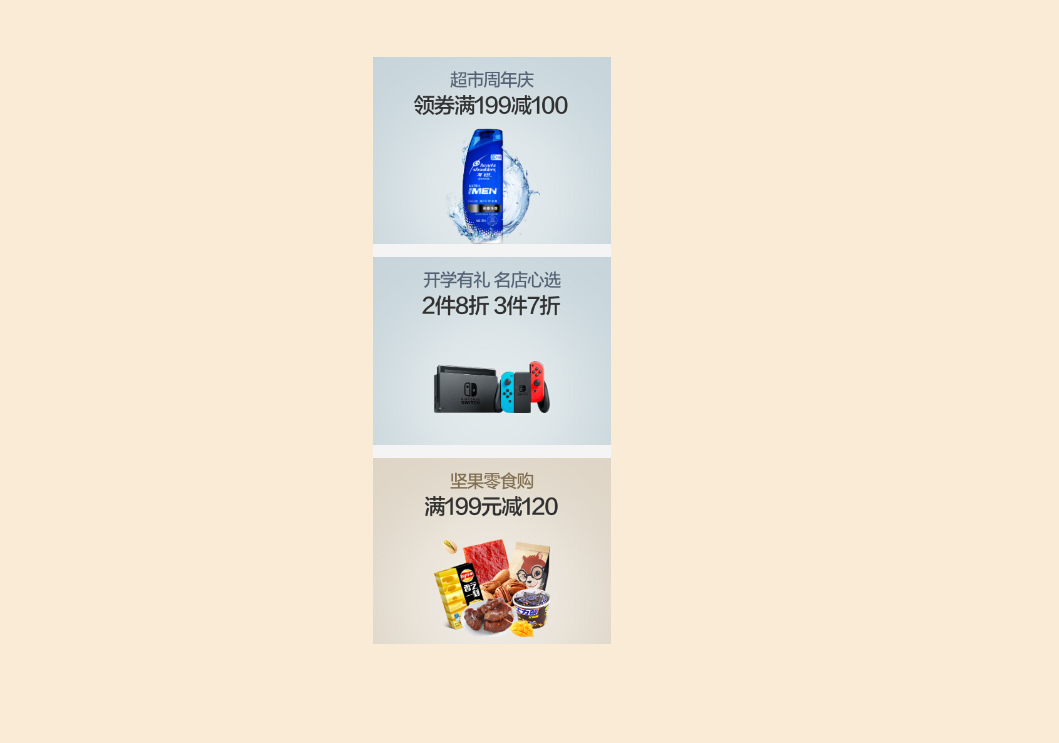 超市周年庆
领券满199减100
head & shoulders
MEN
开学有礼 名店心选
2件8折 3件7折
坚果零食购
满199元减120